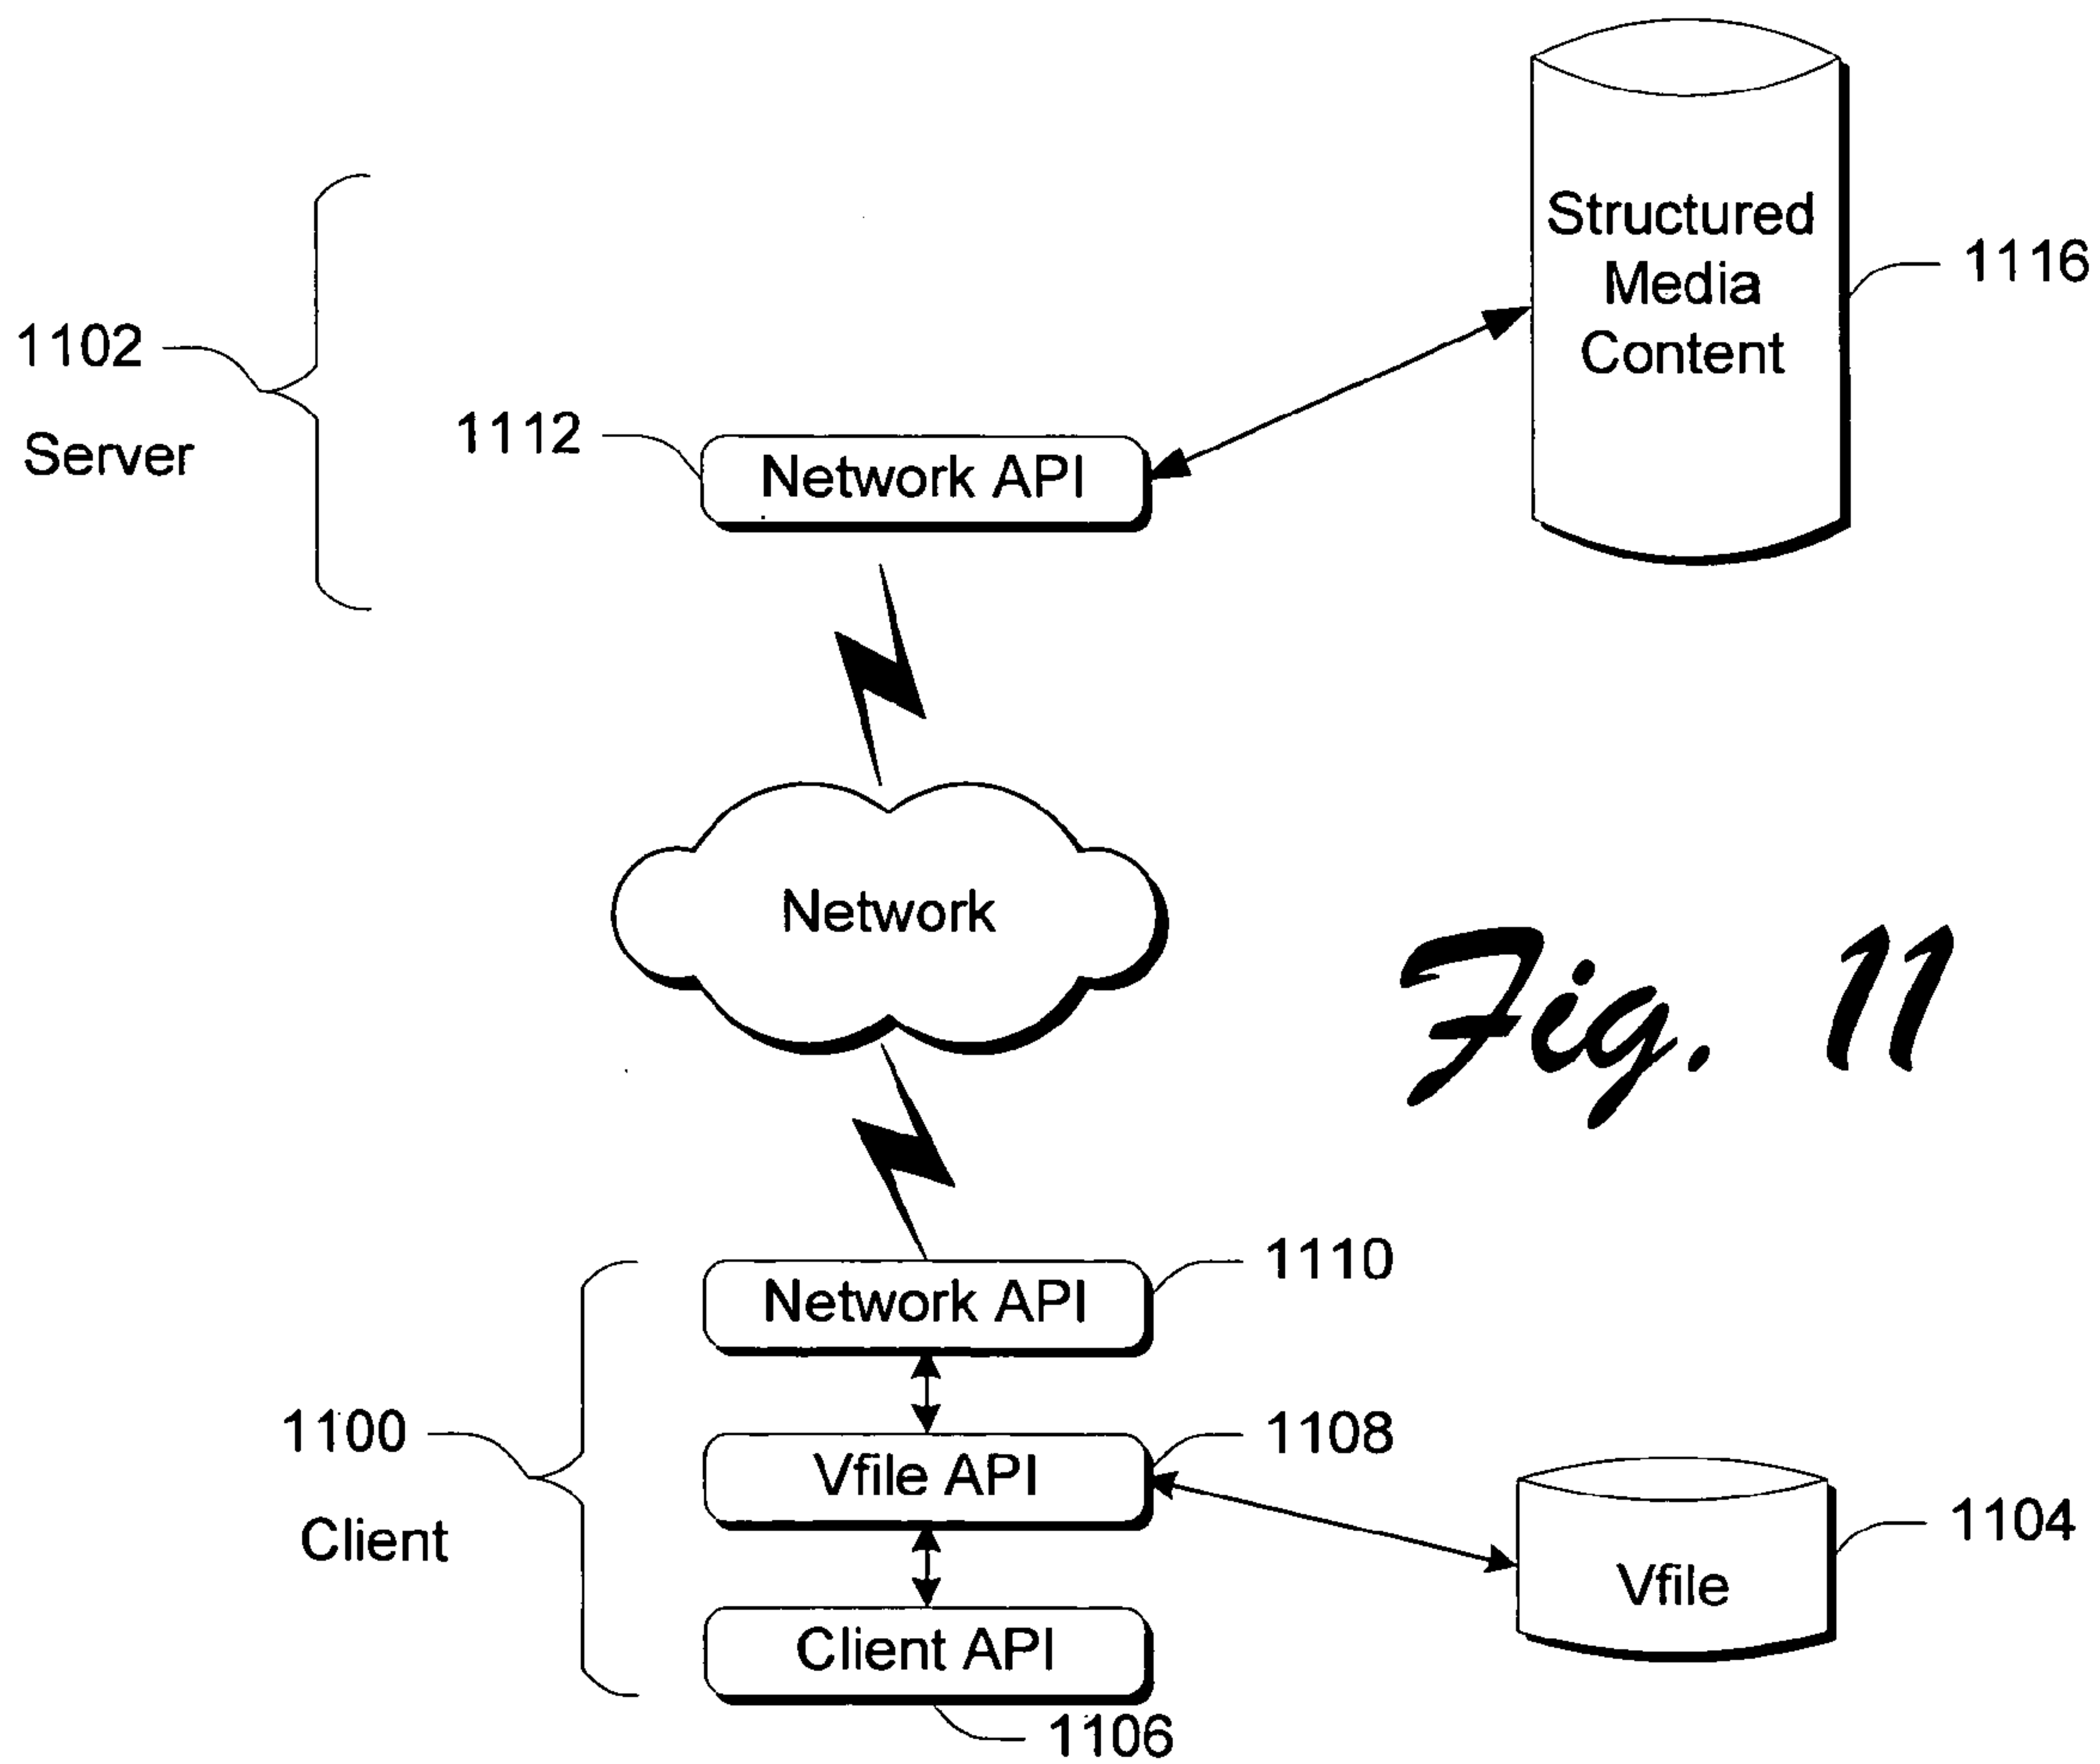 Structured
Media
Content
1116
1102
Server
1112
Network API
Network
Fig. 11
Network API
1110
1100
Client
Vfile API
1108
Vfile
1104
Client API
1106